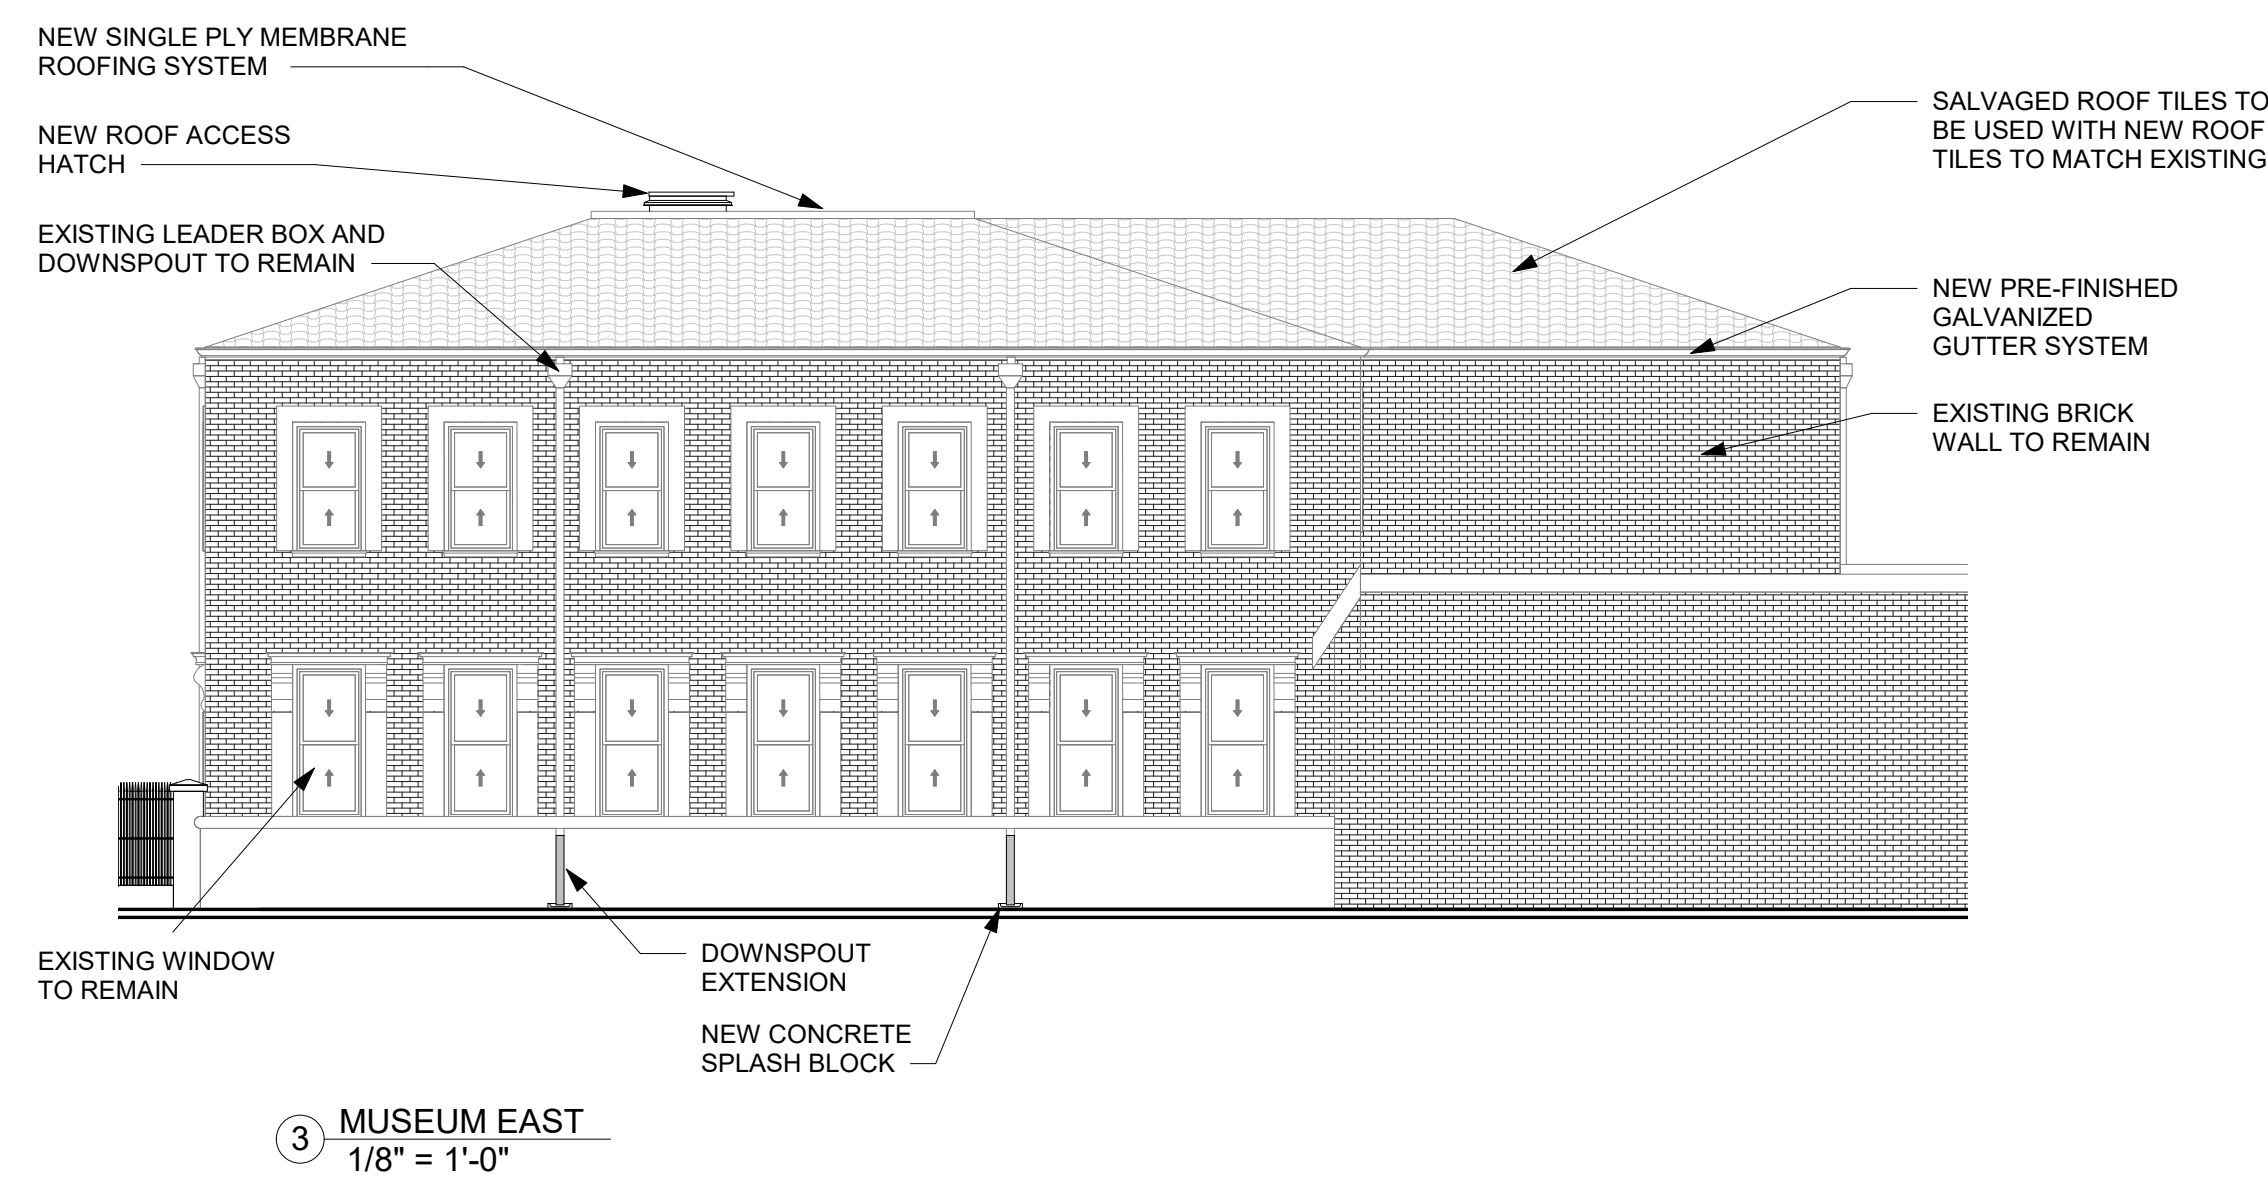 NEW SINGLE PLY MEMBRANE
ROOFING SYSTEM
NEW ROOF ACCESS
HATCH
EXISTING LEADER BOX AND
DOWNSPOUT TO REMAIN
SALVAGED ROOF TILES TO
BE USED WITH NEW ROOF
TILES TO MATCH EXISTING
NEW PRE-FINISHED
GALVANIZED
GUTTER SYSTEM
EXISTING BRICK
WALL TO REMAIN
EXISTING WINDOW
TO REMAIN
DOWNSPOUT
EXTENSION
NEW CONCRETE
SPLASH BLOCK
3 MUSEUM EAST
1/8" = 1'-0"